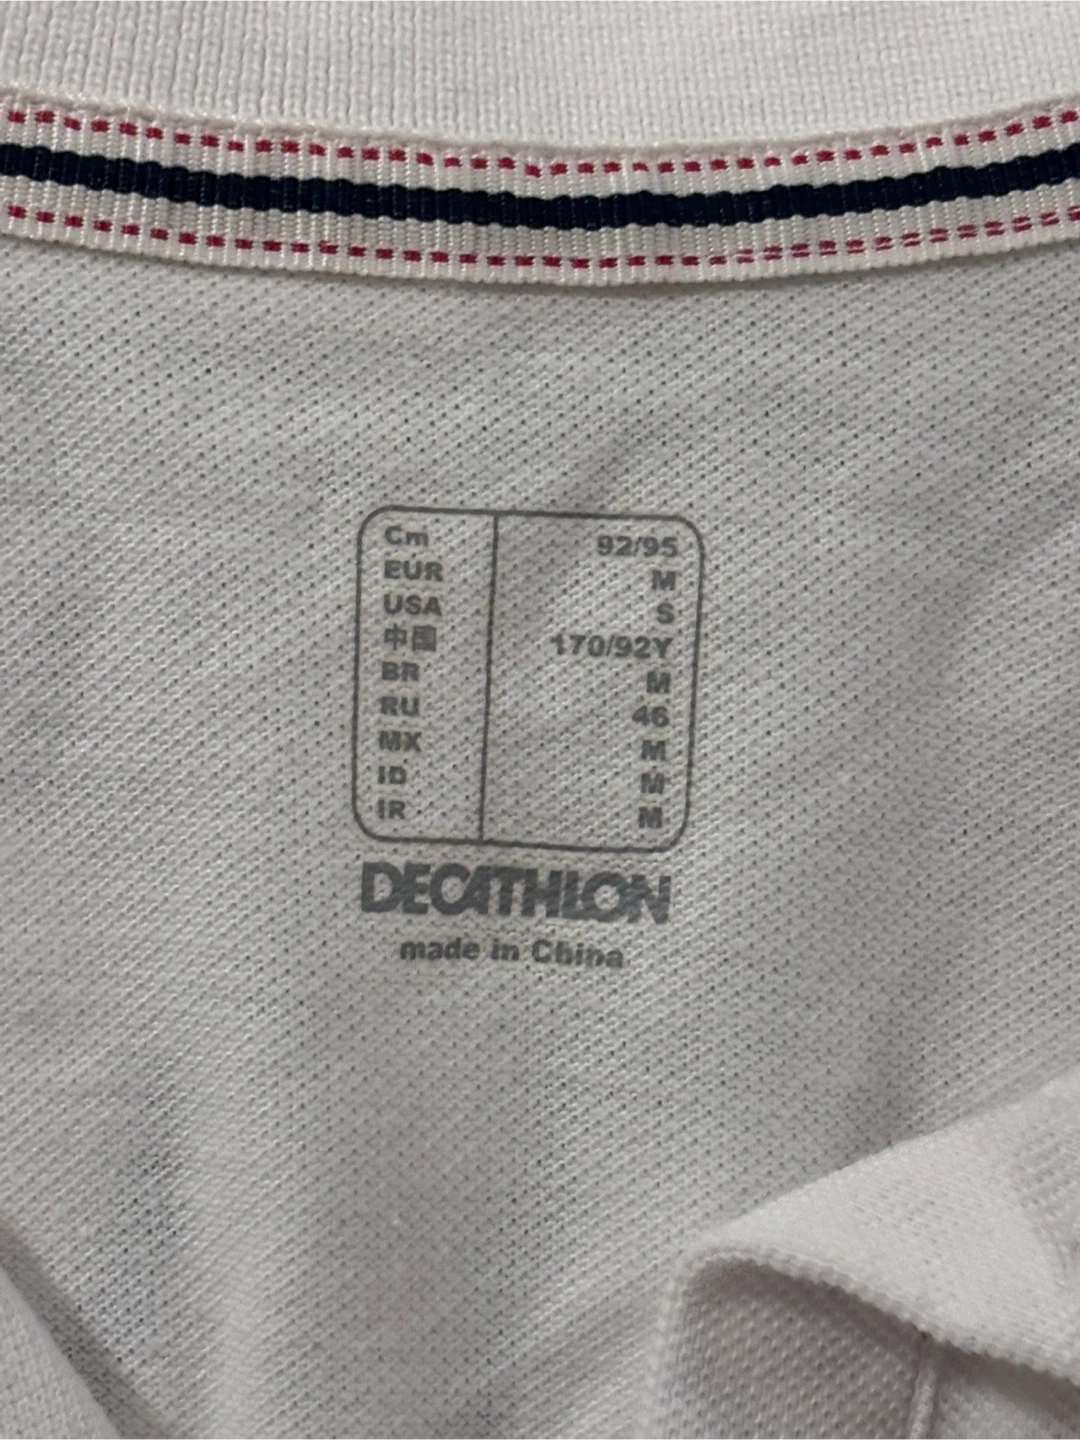 Cm 92/95
EUR M
USA S
中国 170/92Y
BR M
RU 46
MX M
ID M
IR M
DECATHLON
made in China